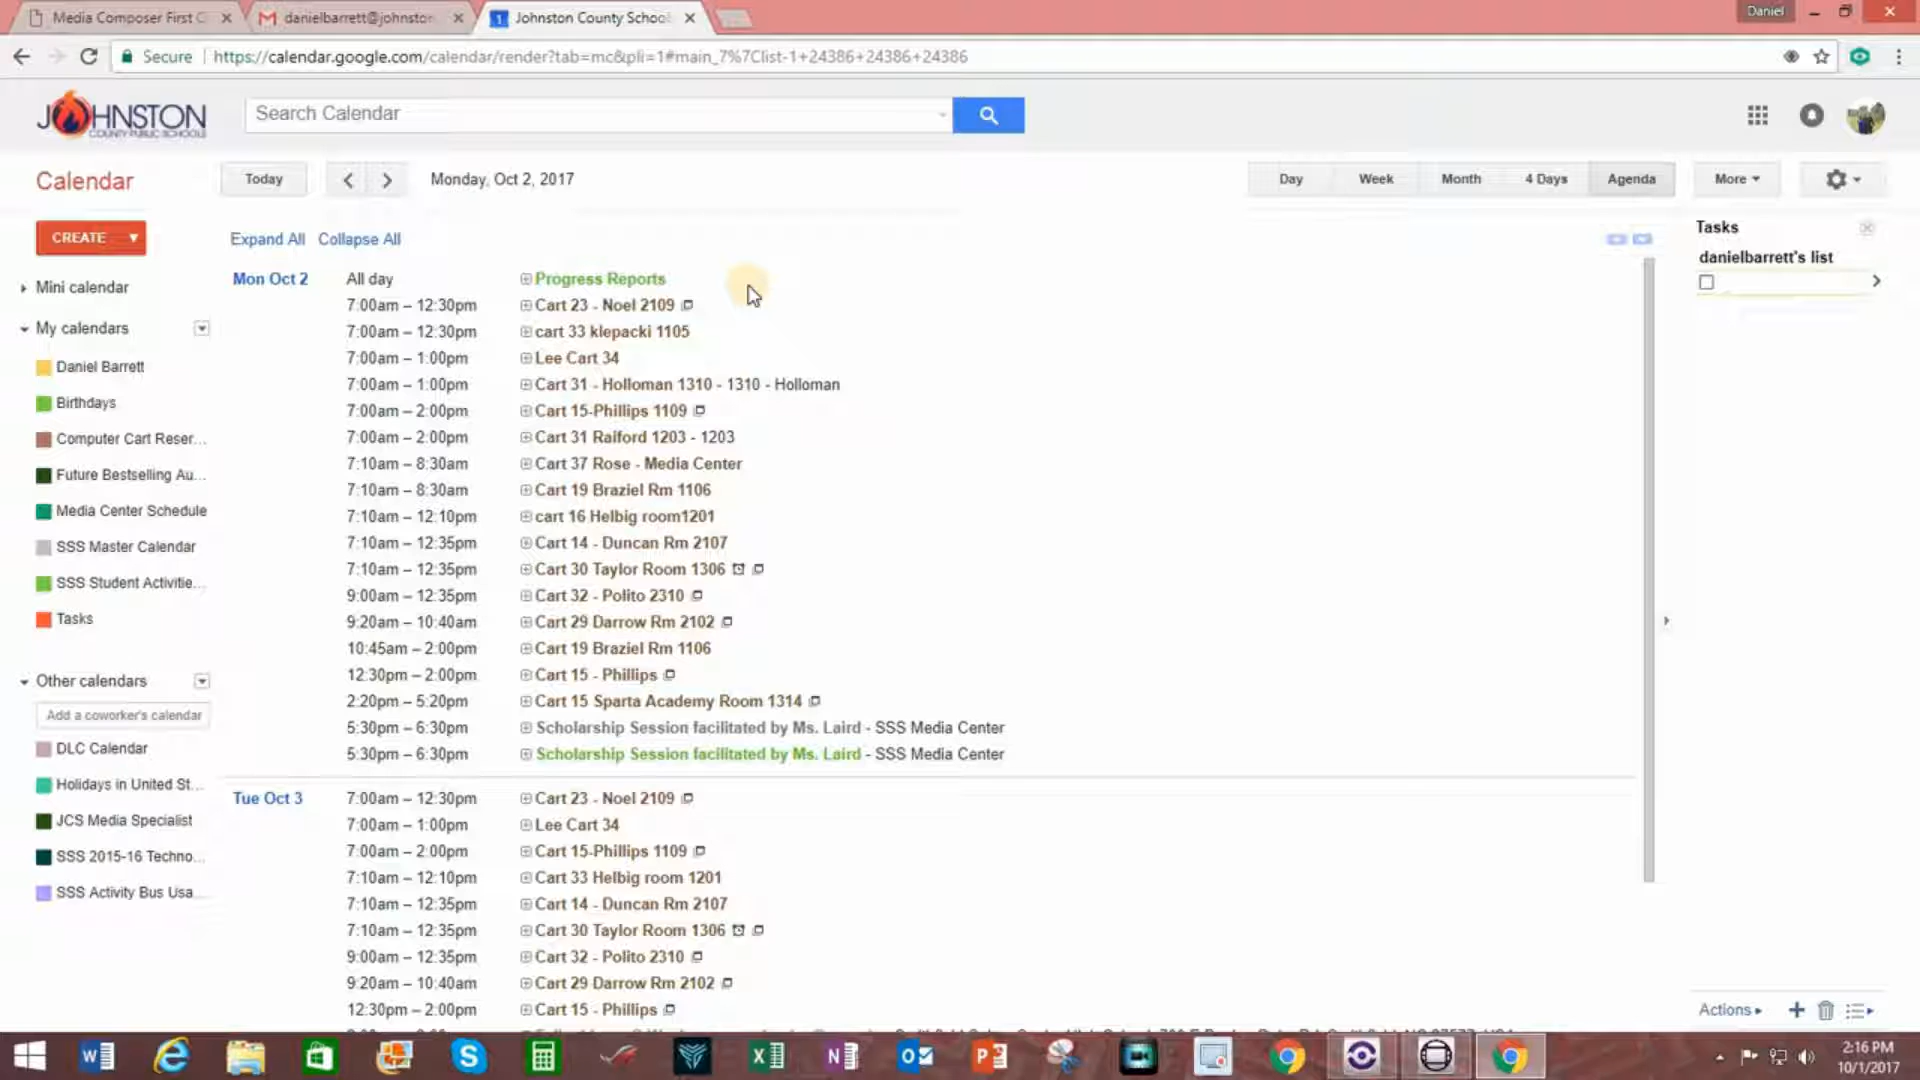 Media Composer First C
danielbarrett@johnston
Johnston County School
Daniel
Secure
https://calendar.google.com/calendar/render?tab=mc&pli=1#main_7%7Clist-1+24386+24386+24386
JOHNSTON
COUNTY PUBLIC SCHOOLS
Search Calendar
Calendar
Today
Monday, Oct 2, 2017
Day
Week
Month
4 Days
Agenda
More
CREATE
Expand All
Collapse All
Tasks
danielbarrett's list
Mini calendar
My calendars
Daniel Barrett
Birthdays
Computer Cart Reser...
Future Bestselling Au...
Media Center Schedule
SSS Master Calendar
SSS Student Activitie...
Tasks
Other calendars
Add a coworker's calendar
DLC Calendar
Holidays in United St...
JCS Media Specialist
SSS 2015-16 Techno...
SSS Activity Bus Usa...
Mon Oct 2 All day Progress Reports
7:00am – 12:30pm Cart 23 - Noel 2109
7:00am – 12:30pm cart 33 klepacki 1105
7:00am – 1:00pm Lee Cart 34
7:00am – 1:00pm Cart 31 - Holloman 1310 - 1310 - Holloman
7:00am – 2:00pm Cart 15-Phillips 1109
7:00am – 2:00pm Cart 31 Raiford 1203 - 1203
7:10am – 8:30am Cart 37 Rose - Media Center
7:10am – 8:30am Cart 19 Braziel Rm 1106
7:10am – 12:10pm cart 16 Helbig room1201
7:10am – 12:35pm Cart 14 - Duncan Rm 2107
7:10am – 12:35pm Cart 30 Taylor Room 1306
9:00am – 12:35pm Cart 32 - Polito 2310
9:20am – 10:40am Cart 29 Darrow Rm 2102
10:45am – 2:00pm Cart 19 Braziel Rm 1106
12:30pm – 2:00pm Cart 15 - Phillips
2:20pm – 5:20pm Cart 15 Sparta Academy Room 1314
5:30pm – 6:30pm Scholarship Session facilitated by Ms. Laird - SSS Media Center
5:30pm – 6:30pm Scholarship Session facilitated by Ms. Laird - SSS Media Center
Tue Oct 3 7:00am – 12:30pm Cart 23 - Noel 2109
7:00am – 1:00pm Lee Cart 34
7:00am – 2:00pm Cart 15-Phillips 1109
7:10am – 12:10pm Cart 33 Helbig room 1201
7:10am – 12:35pm Cart 14 - Duncan Rm 2107
7:10am – 12:35pm Cart 30 Taylor Room 1306
9:00am – 12:35pm Cart 32 - Polito 2310
9:20am – 10:40am Cart 29 Darrow Rm 2102
12:30pm – 2:00pm Cart 15 - Phillips
Actions
2:16 PM
10/1/2017